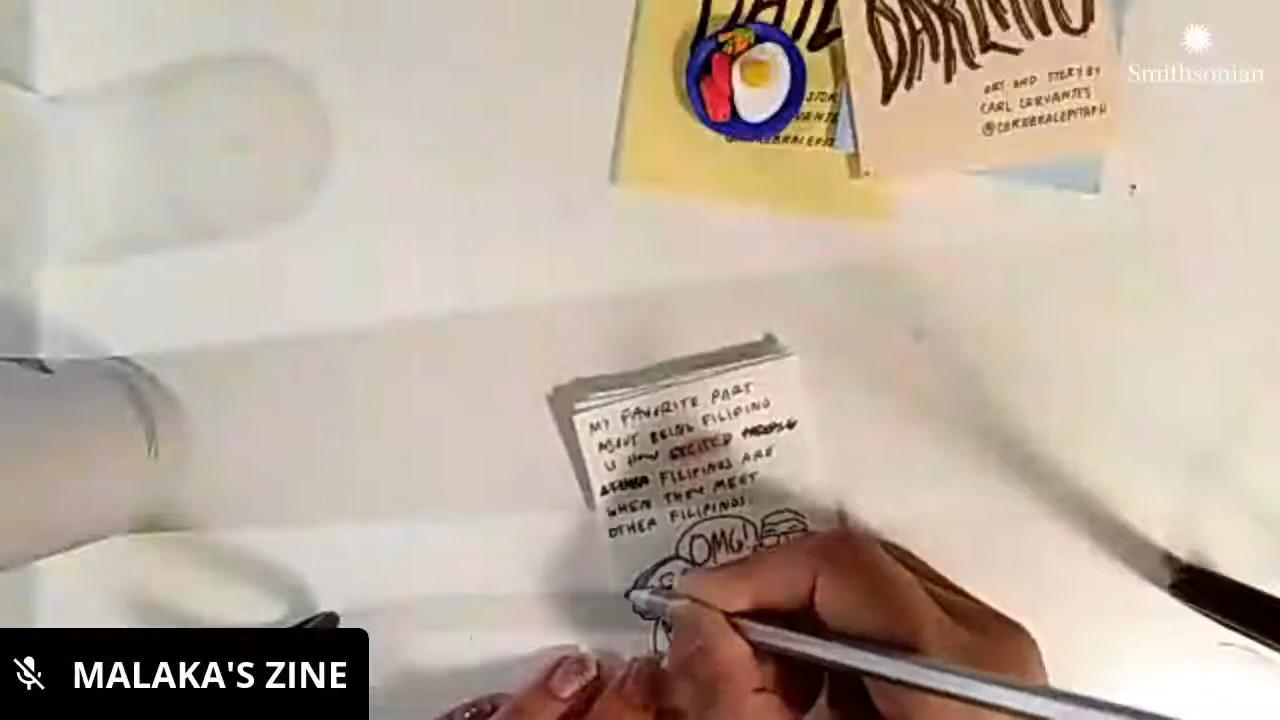 DARLING
Smithsonian
ART AND STORY BY
CARL CERVANTES
@CEREBRALEPITAPH
MY FAVORITE PART
ABOUT BEING FILIPINO
IS HOW EXCITED
FILIPINOS ARE
WHEN THEY MEET
OTHER FILIPINOS.
OMG!
MALAKA'S ZINE